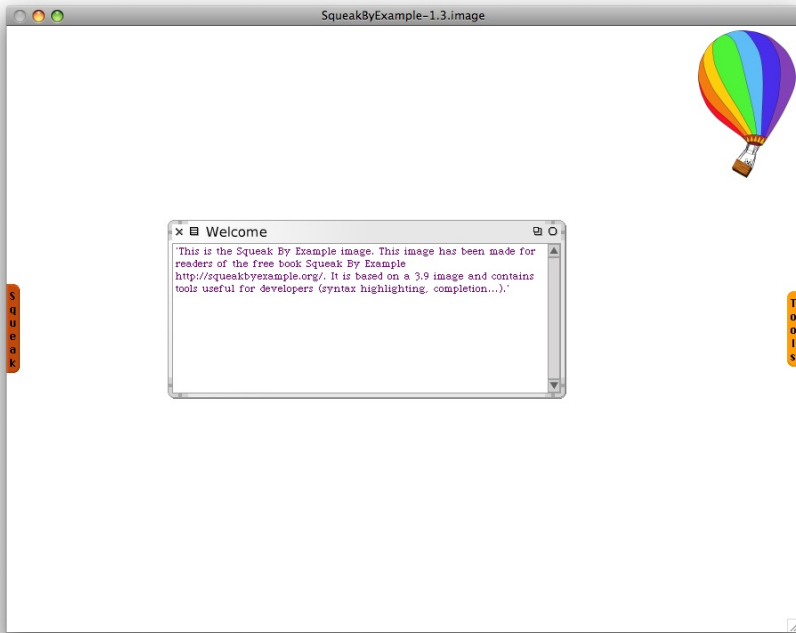 SqueakByExample-1.3.image
Welcome
'This is the Squeak By Example image. This image has been made for
readers of the free book Squeak By Example
http://squeakbyexample.org/. It is based on a 3.9 image and contains
tools useful for developers (syntax highlighting, completion...).'
Squeak
Tools